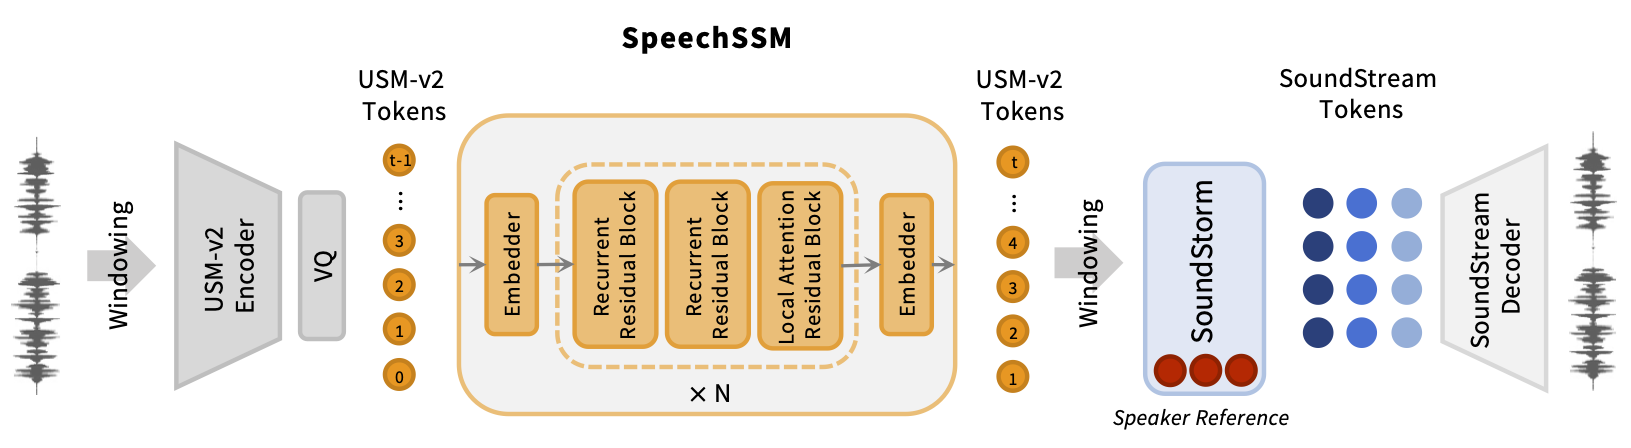 SpeechSSM
USM-v2
Tokens
USM-v2
Tokens
SoundStream
Tokens
Windowing
USM-v2
Encoder
VQ
t-1
...
3
2
1
0
Embedder
Recurrent
Residual Block
Recurrent
Residual Block
Local Attention
Residual Block
Embedder
× N
t
...
4
3
2
1
Windowing
SoundStorm
Speaker Reference
SoundStream
Decoder